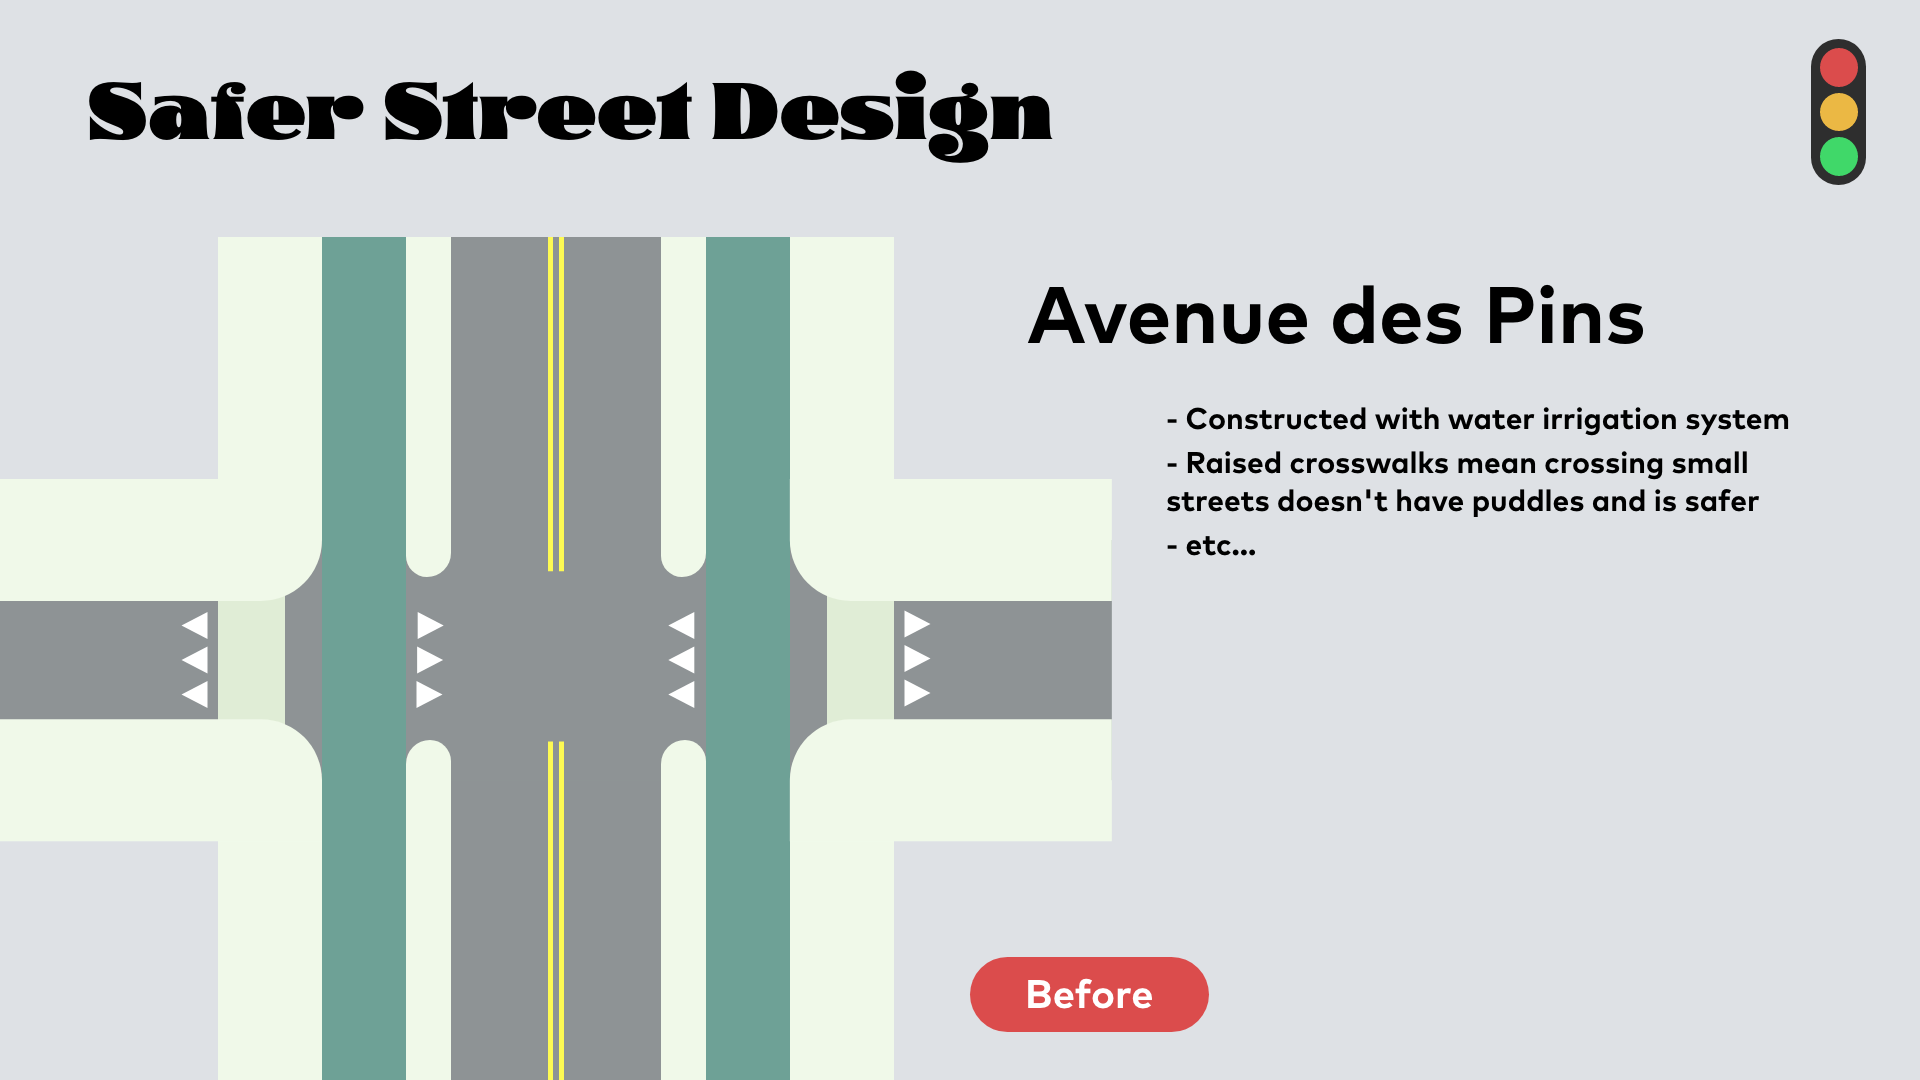 Safer Street Design
Avenue des Pins
- Constructed with water irrigation system
- Raised crosswalks mean crossing small
streets doesn't have puddles and is safer
- etc...
Before